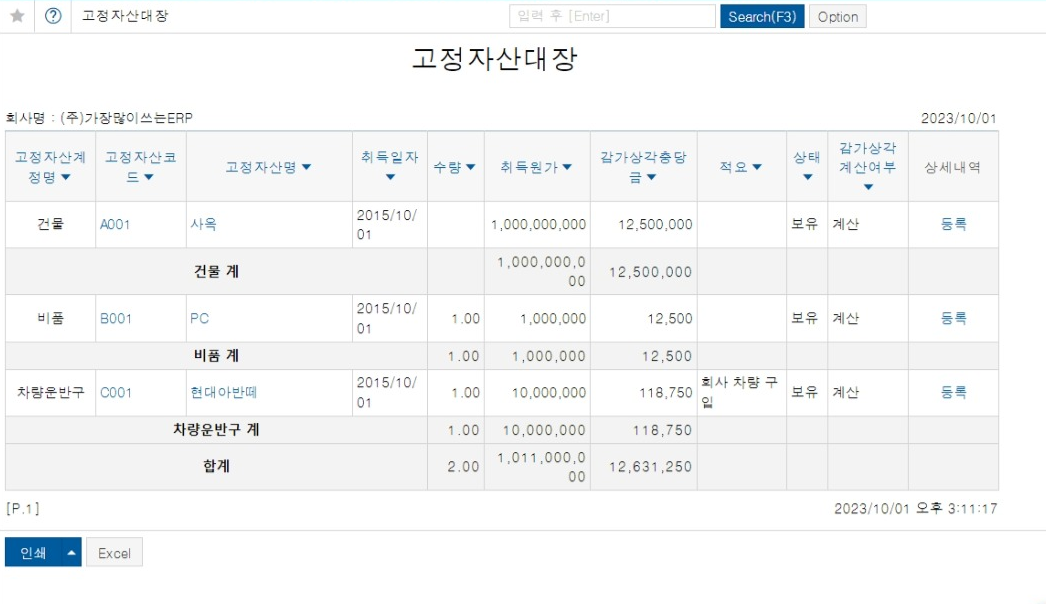 고정자산대장
입력 후 [Enter]
Search(F3)
Option
고정자산대장
회사명 : (주)가장많이쓰는ERP
2023/10/01
고정자산계정명▼ 고정자산코드▼ 고정자산명▼ 취득일자▼ 수량▼ 취득원가▼ 감가상각충당금▼ 적요▼ 상태▼ 감가상각계산여부▼ 상세내역
건물 A001 사옥 2015/10/01 1,000,000,000 12,500,000 보유 계산 등록
건물 계 1,000,000,000 12,500,000
비품 B001 PC 2015/10/01 1.00 1,000,000 12,500 보유 계산 등록
비품 계 1.00 1,000,000 12,500
차량운반구 C001 현대아반떼 2015/10/01 1.00 10,000,000 118,750 회사 차량 구입 보유 계산 등록
차량운반구 계 1.00 10,000,000 118,750
합계 2.00 1,011,000,000 12,631,250
[P.1]
2023/10/01 오후 3:11:17
인쇄
Excel